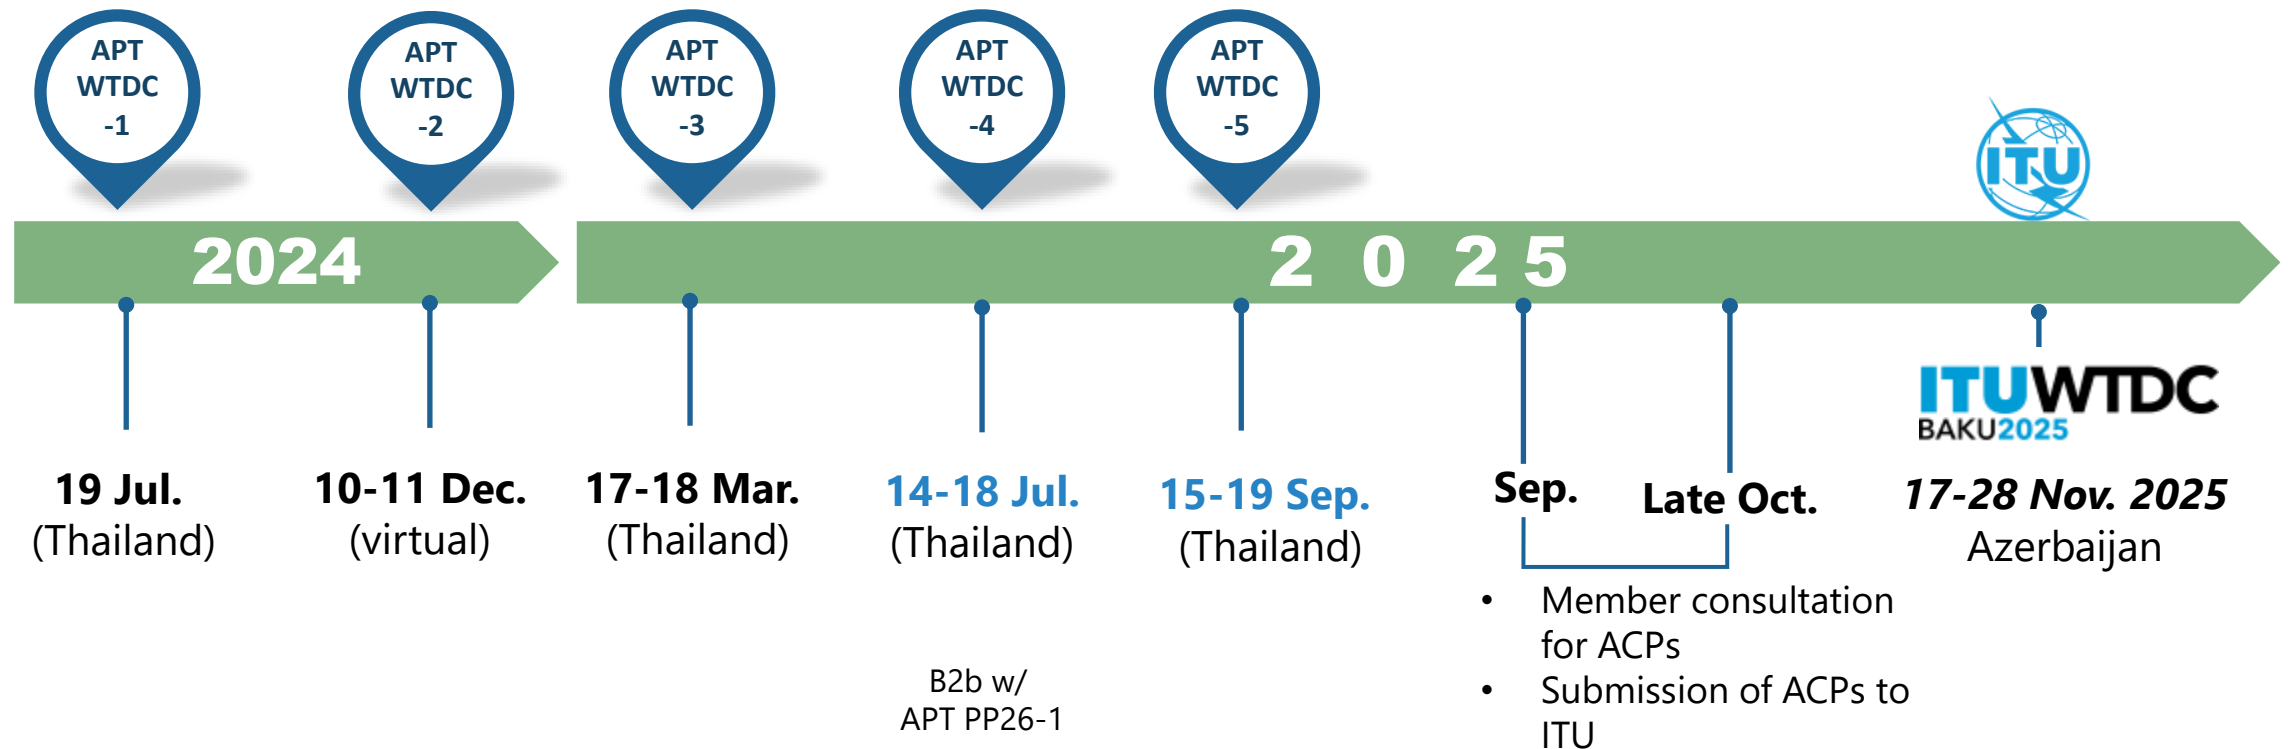 APT
WTDC
-1
APT
WTDC
-2
APT
WTDC
-3
APT
WTDC
-4
APT
WTDC
-5
ITU
2024
2 0 2 5
ITUWTDC
BAKU2025
19 Jul.
(Thailand)
10-11 Dec.
(virtual)
17-18 Mar.
(Thailand)
14-18 Jul.
(Thailand)
15-19 Sep.
(Thailand)
Sep.
Late Oct.
17-28 Nov. 2025
Azerbaijan
• Member consultation
for ACPs
• Submission of ACPs to
ITU
B2b w/
APT PP26-1